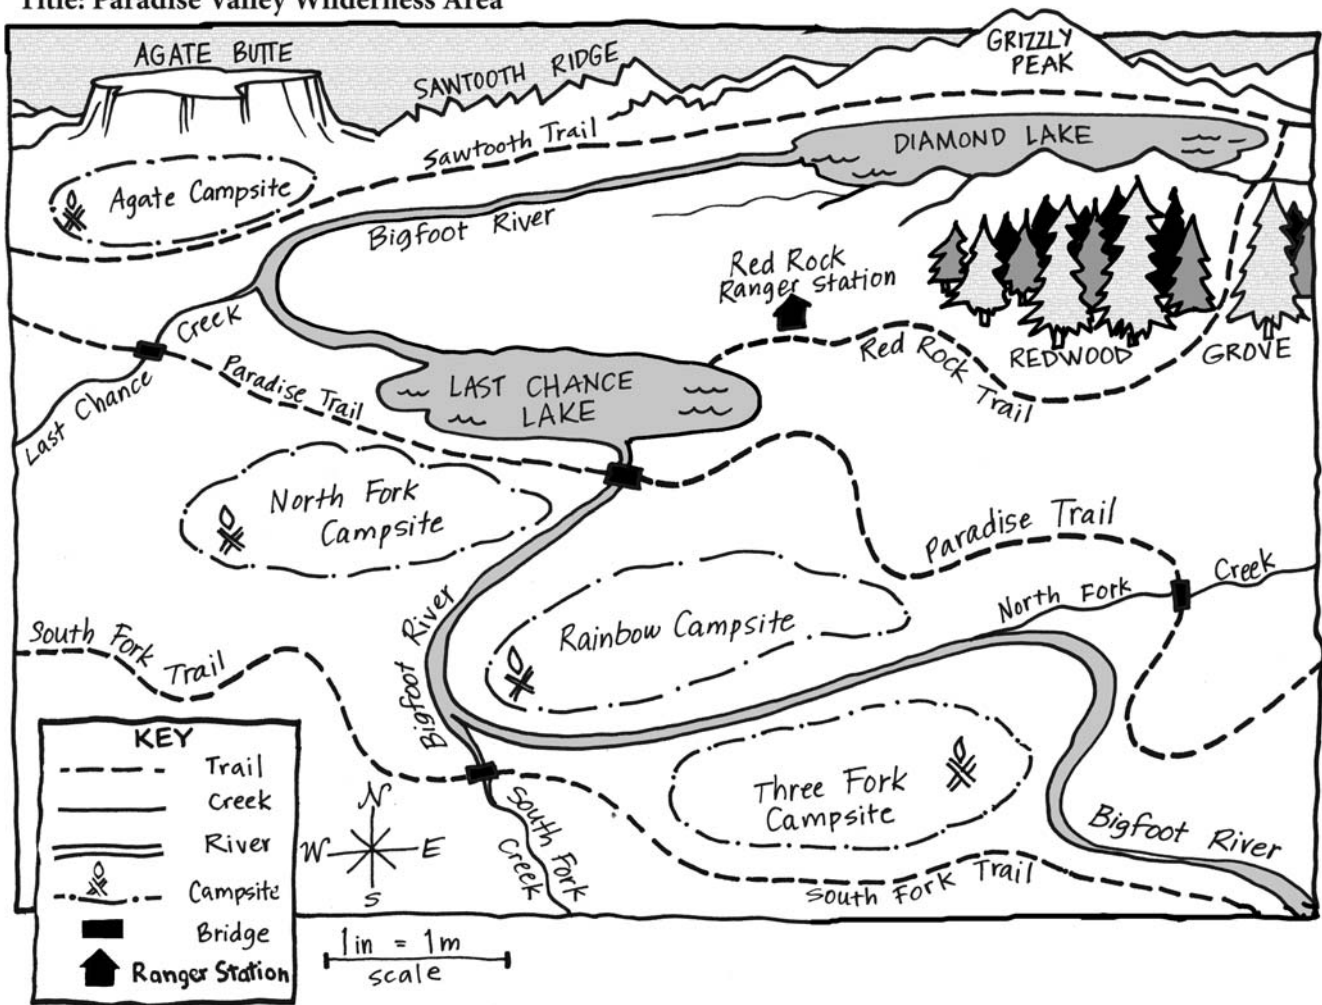 Title: Paradise Valley Wilderness Area
AGATE BUTTE
SAWTOOTH RIDGE
GRIZZLY
PEAK
Sawtooth Trail
DIAMOND LAKE
Agate Campsite
Bigfoot River
Red Rock
Ranger Station
Creek
Last Chance
Paradise Trail
LAST CHANCE
LAKE
Red Rock Trail
REDWOOD
GROVE
North Fork
Campsite
Paradise Trail
North Fork
Creek
South Fork Trail
Bigfoot River
Rainbow Campsite
Three Fork
Campsite
South Fork
Creek
Bigfoot River
South Fork Trail
KEY
Trail
Creek
River
Campsite
Bridge
Ranger Station
N
W
E
S
1in = 1m
scale